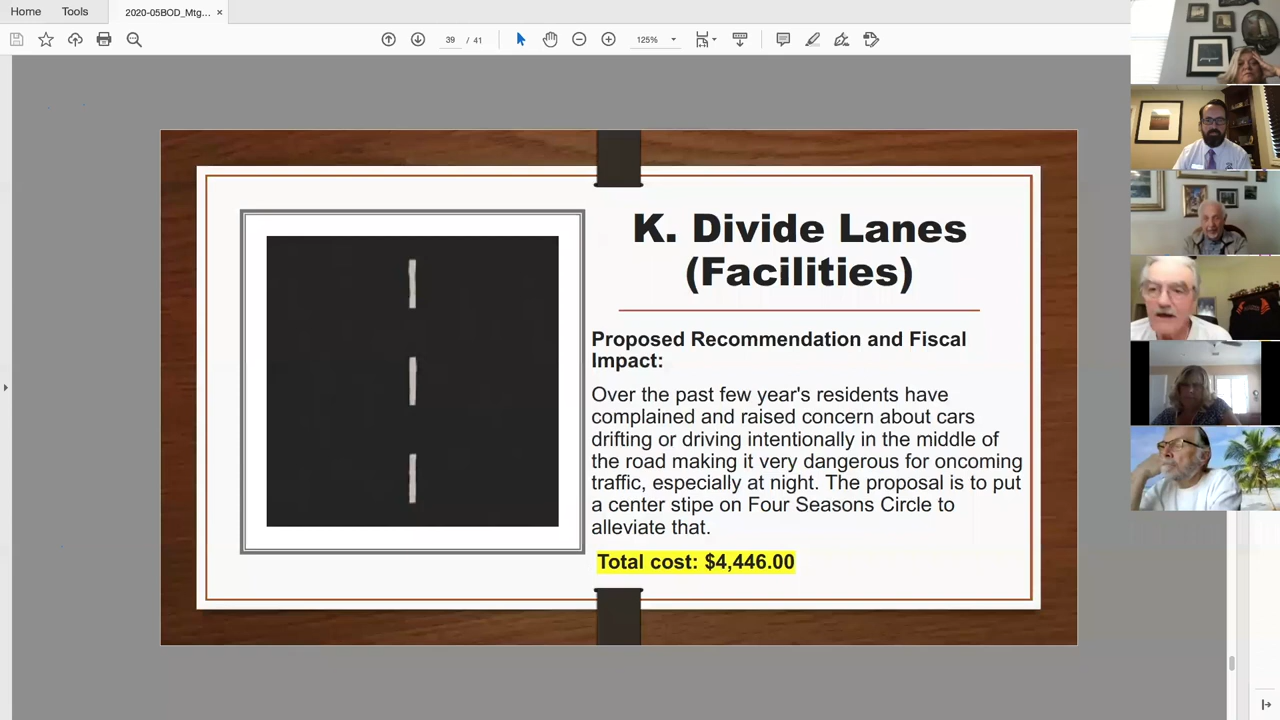 Home
Tools
2020-05BOD_Mtg...
×
39 / 41
125%
K. Divide Lanes
(Facilities)
Proposed Recommendation and Fiscal
Impact:
Over the past few year's residents have
complained and raised concern about cars
drifting or driving intentionally in the middle of
the road making it very dangerous for oncoming
traffic, especially at night. The proposal is to put
a center stipe on Four Seasons Circle to
alleviate that.
Total cost: $4,446.00